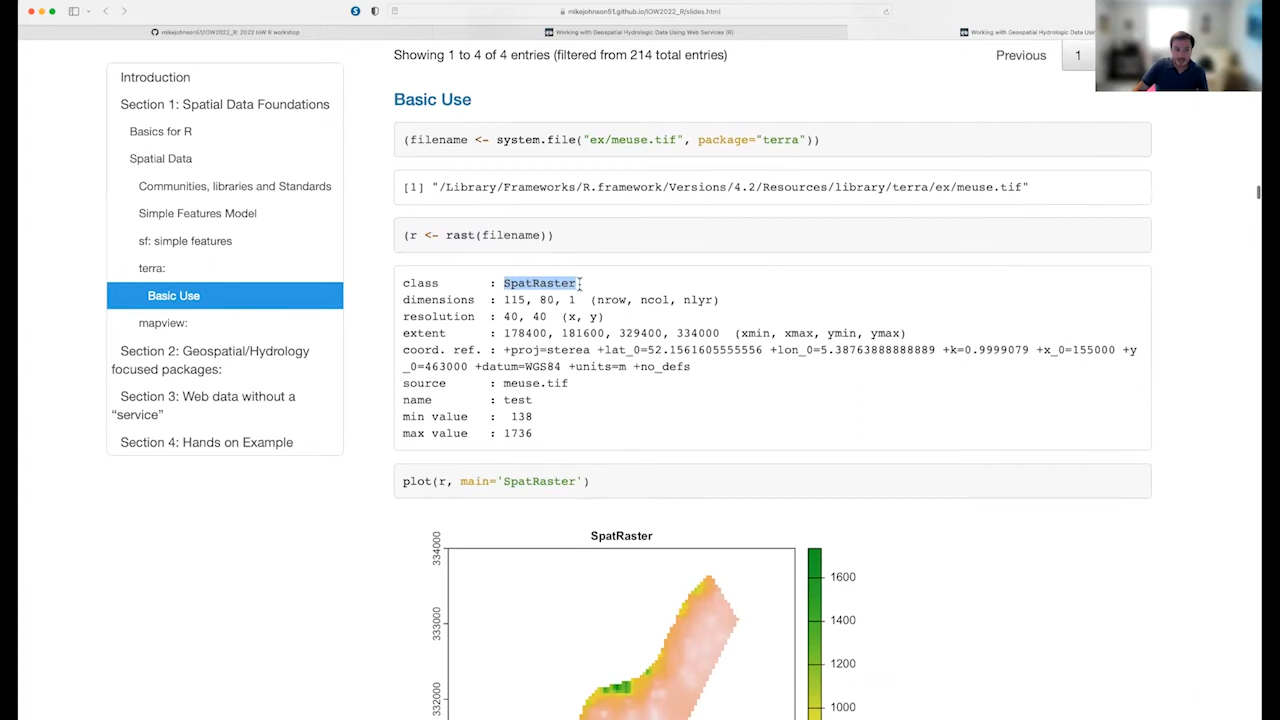 mikejohnson51.github.io/IOW2022_R/slides.html
mikejohnson51/IOW2022_R: 2022 IoW R workshop
Working with Geospatial Hydrologic Data Using Web Services (R)
Working with Geospatial Hydrologic Data Usin
Showing 1 to 4 of 4 entries (filtered from 214 total entries)
Previous
1
Introduction
Section 1: Spatial Data Foundations
Basics for R
Spatial Data
Communities, libraries and Standards
Simple Features Model
sf: simple features
terra:
Basic Use
mapview:
Section 2: Geospatial/Hydrology
focused packages:
Section 3: Web data without a
“service”
Section 4: Hands on Example
Basic Use
(filename <- system.file("ex/meuse.tif", package="terra"))
[1] "/Library/Frameworks/R.framework/Versions/4.2/Resources/library/terra/ex/meuse.tif"
(r <- rast(filename))
class : SpatRaster
dimensions : 115, 80, 1 (nrow, ncol, nlyr)
resolution : 40, 40 (x, y)
extent : 178400, 181600, 329400, 334000 (xmin, xmax, ymin, ymax)
coord. ref. : +proj=sterea +lat_0=52.1561605555556 +lon_0=5.38763888888889 +k=0.9999079 +x_0=155000 +y
_0=463000 +datum=WGS84 +units=m +no_defs
source : meuse.tif
name : test
min value : 138
max value : 1736
plot(r, main='SpatRaster')
SpatRaster
334000
333000
332000
1600
1400
1200
1000